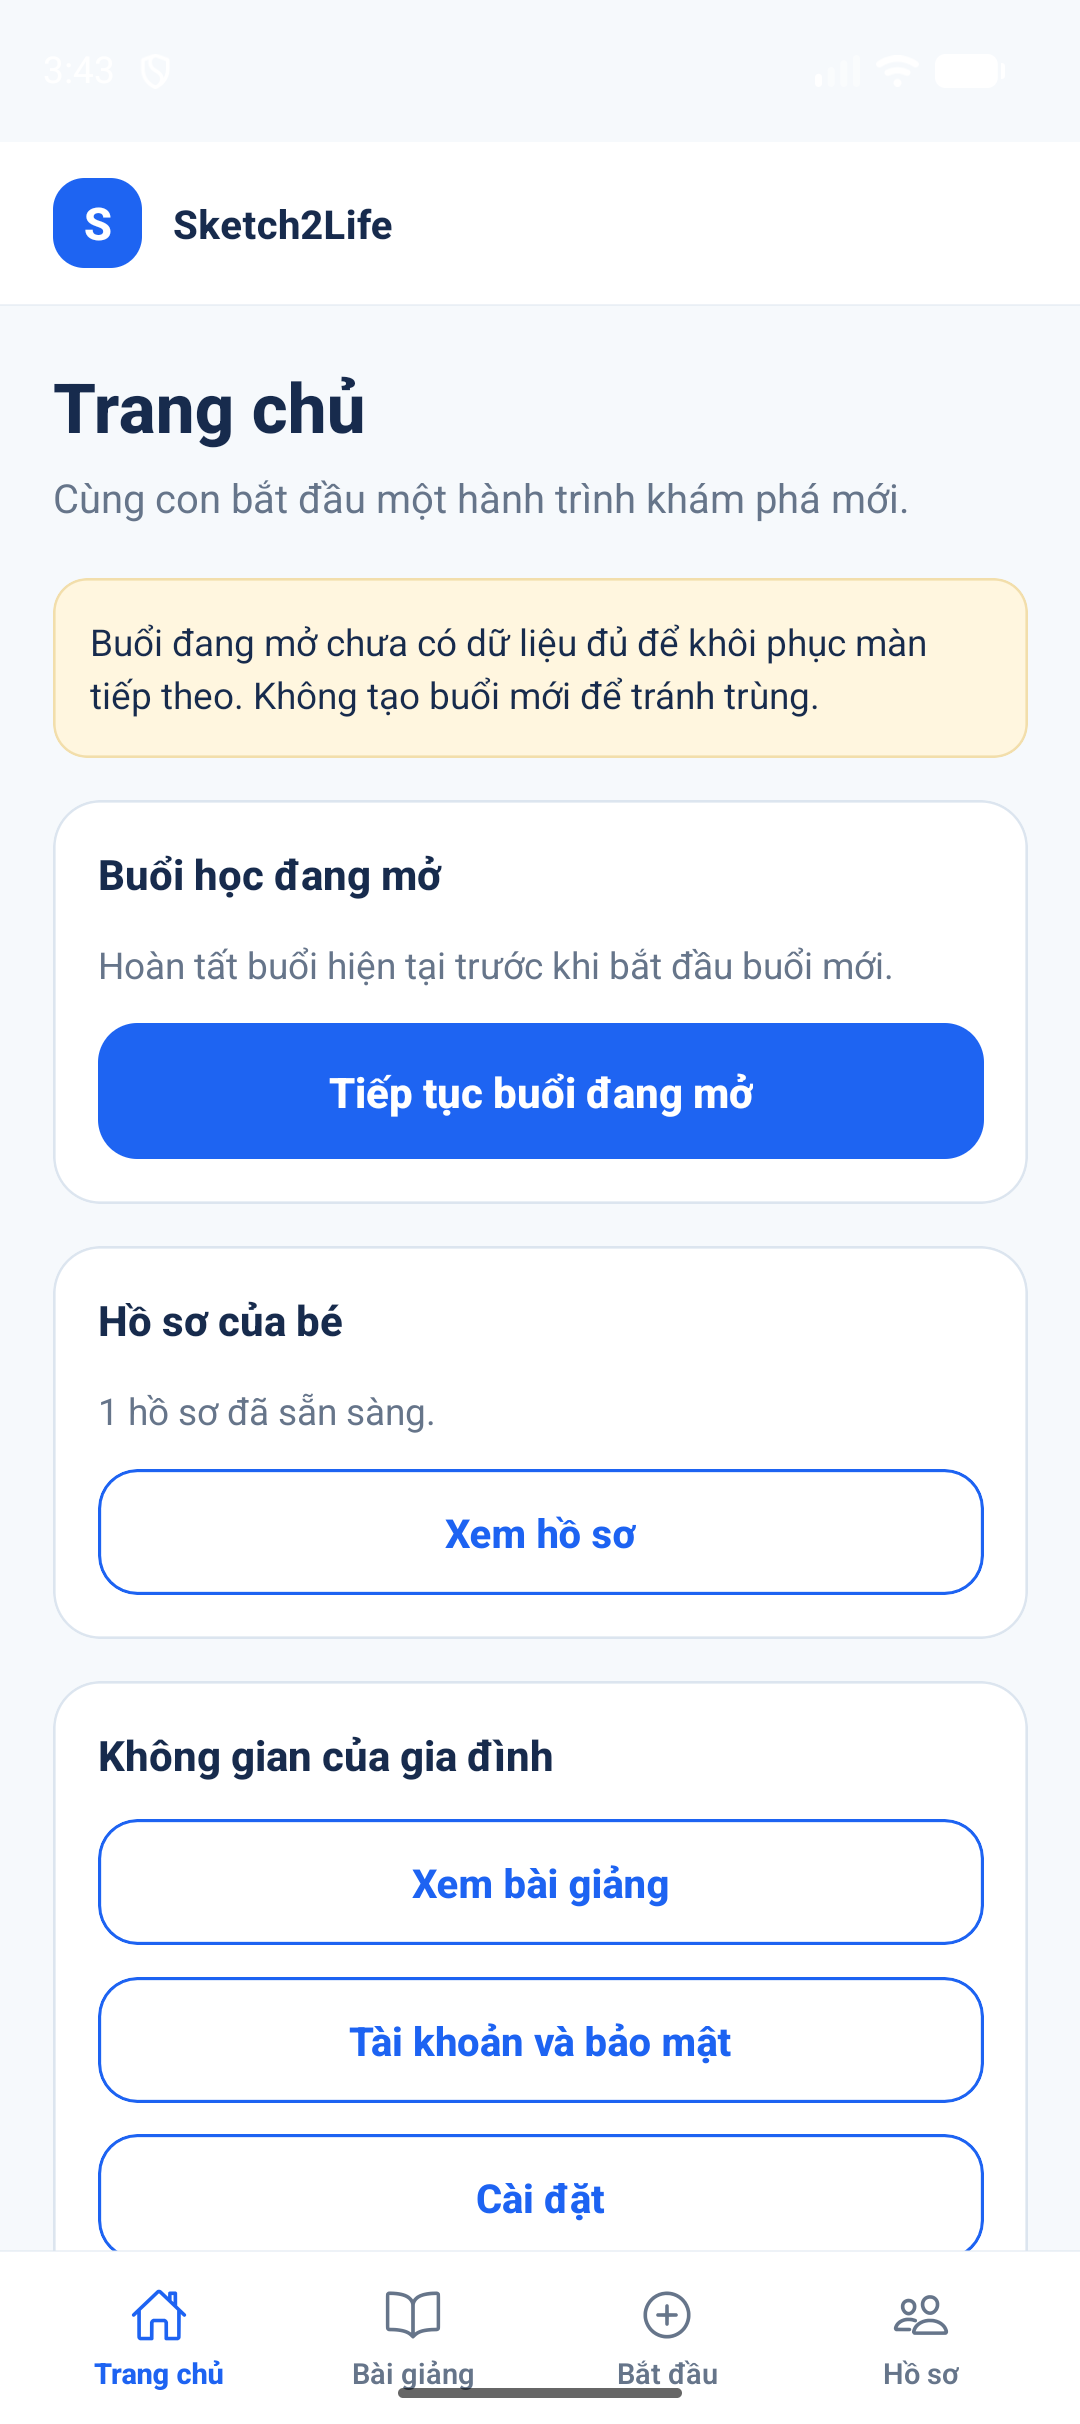 3:43
S
Sketch2Life
Trang chủ
Cùng con bắt đầu một hành trình khám phá mới.
Buổi đang mở chưa có dữ liệu đủ để khôi phục màn
tiếp theo. Không tạo buổi mới để tránh trùng.
Buổi học đang mở
Hoàn tất buổi hiện tại trước khi bắt đầu buổi mới.
Tiếp tục buổi đang mở
Hồ sơ của bé
1 hồ sơ đã sẵn sàng.
Xem hồ sơ
Không gian của gia đình
Xem bài giảng
Tài khoản và bảo mật
Cài đặt
Trang chủ
Bài giảng
Bắt đầu
Hồ sơ